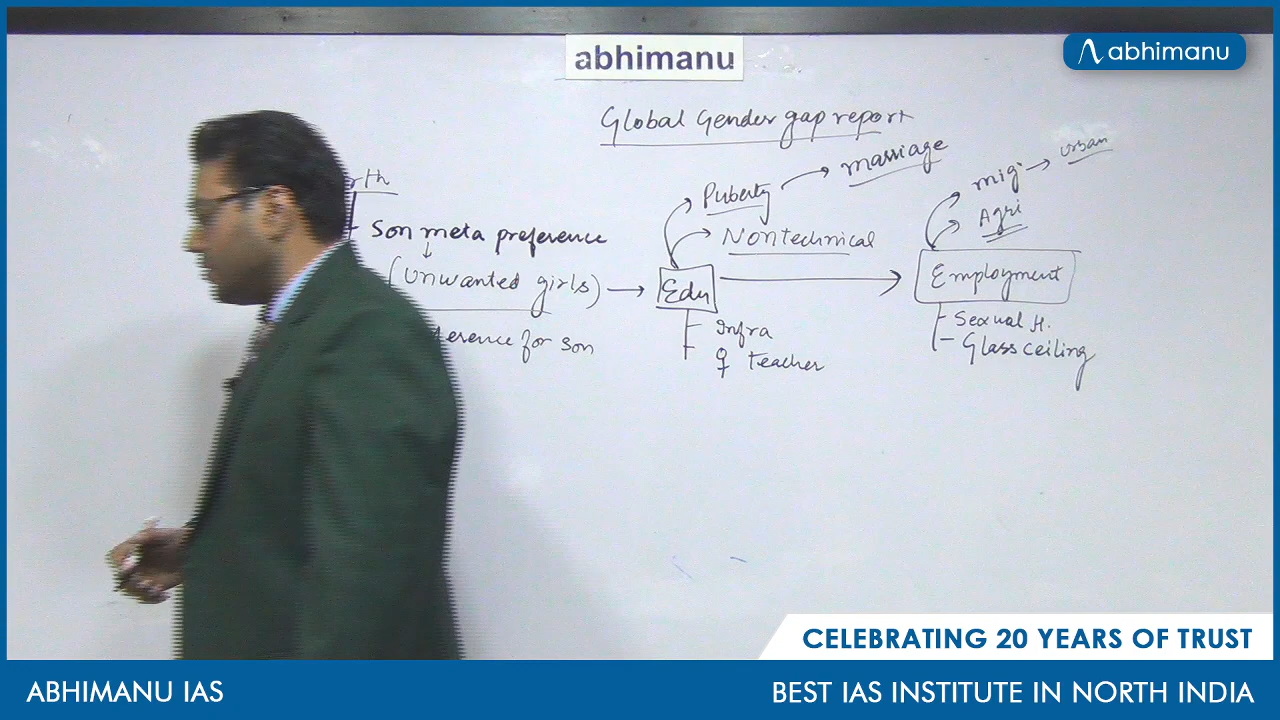 abhimanu
abhimanu
Global Gender gap report
Puberty
marriage
mig.
urban
Agri
rth
Son meta preference
Nontechnical
(Unwanted girls)
Edu
Employment
erence for son
Infra
♀ Teacher
Sexual H.
Glass ceiling
CELEBRATING 20 YEARS OF TRUST
ABHIMANU IAS
BEST IAS INSTITUTE IN NORTH INDIA